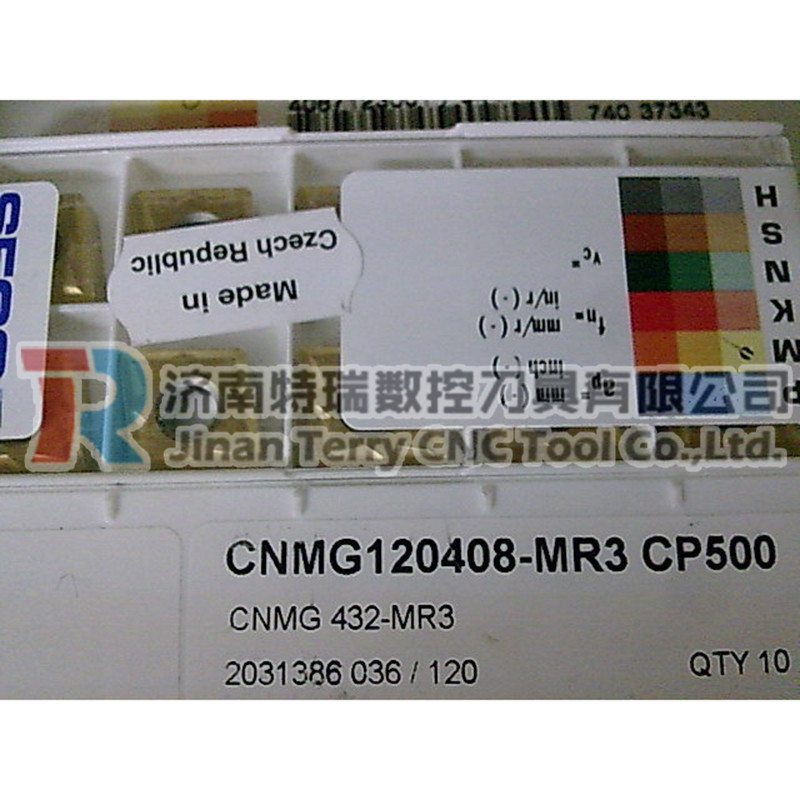 740 37343
SECO
Made in
Czech Republic
H
S
N
K
M
P
vc=
fn= mm/r (-)
in/r (-)
ap= mm (-)
inch (-)
济南特瑞数控刀具有限公司
Jinan Terry CNC Tool Co.,Ltd.
CNMG120408-MR3 CP500
CNMG 432-MR3
2031386 036 / 120
QTY 10